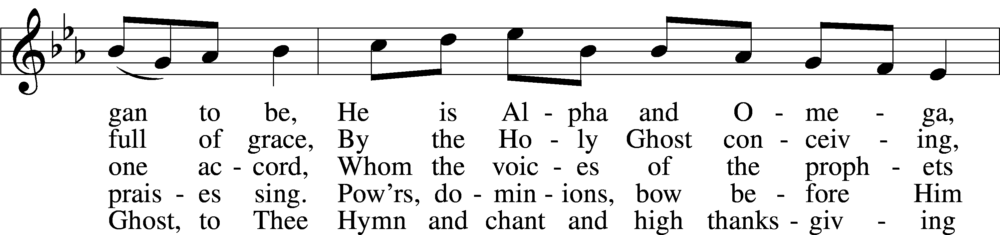 gan to be, He is Al - pha and O - me - ga,
full of grace, By the Ho - ly Ghost con - ceiv - ing,
one ac - cord, Whom the voic - es of the proph - ets
prais - es sing. Pow'rs, do - min - ions, bow be - fore Him
Ghost, to Thee Hymn and chant and high thanks - giv - ing